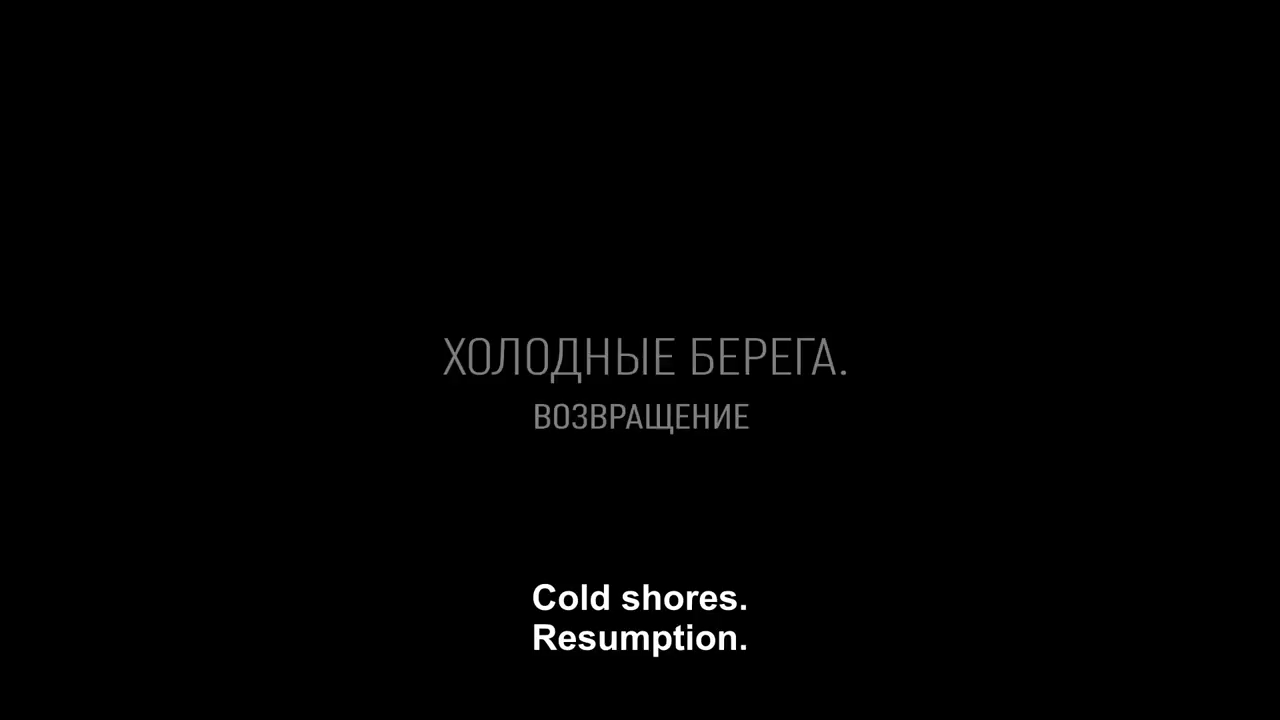 ХОЛОДНЫЕ БЕРЕГА.
ВОЗВРАЩЕНИЕ
Cold shores.
Resumption.